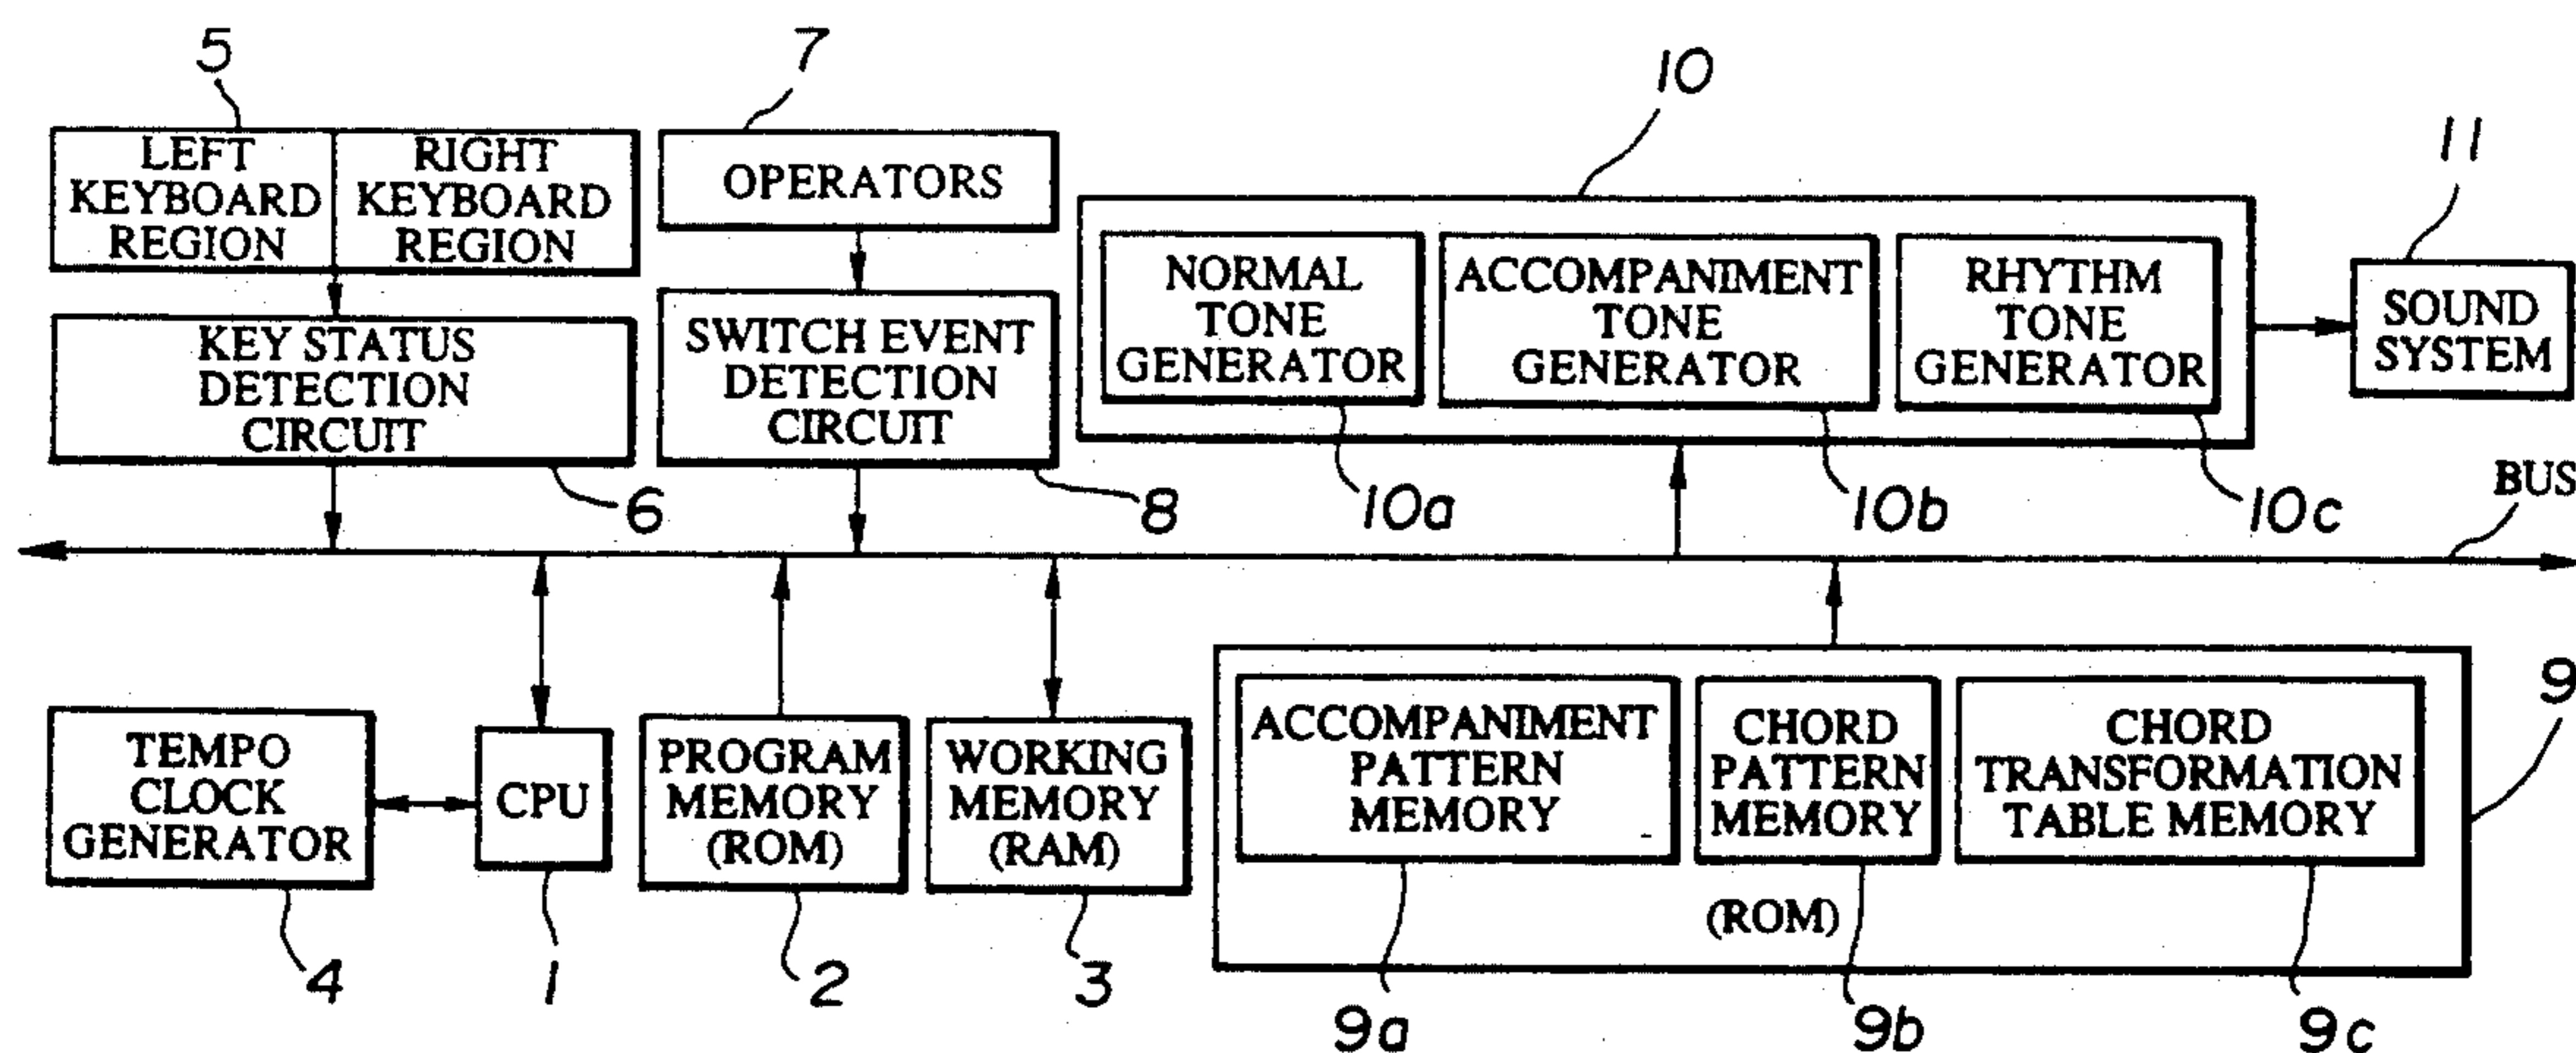 5
7
10
11
LEFT
KEYBOARD
REGION
RIGHT
KEYBOARD
REGION
OPERATORS
KEY STATUS
DETECTION
CIRCUIT
SWITCH EVENT
DETECTION
CIRCUIT
NORMAL
TONE
GENERATOR
ACCOMPANIMENT
TONE
GENERATOR
RHYTHM
TONE
GENERATOR
SOUND
SYSTEM
6
8
10a
10b
10c
BUS
TEMPO
CLOCK
GENERATOR
CPU
PROGRAM
MEMORY
(ROM)
WORKING
MEMORY
(RAM)
ACCOMPANIMENT
PATTERN
MEMORY
CHORD
PATTERN
MEMORY
CHORD
TRANSFORMATION
TABLE MEMORY
(ROM)
9
4
1
2
3
9a
9b
9c